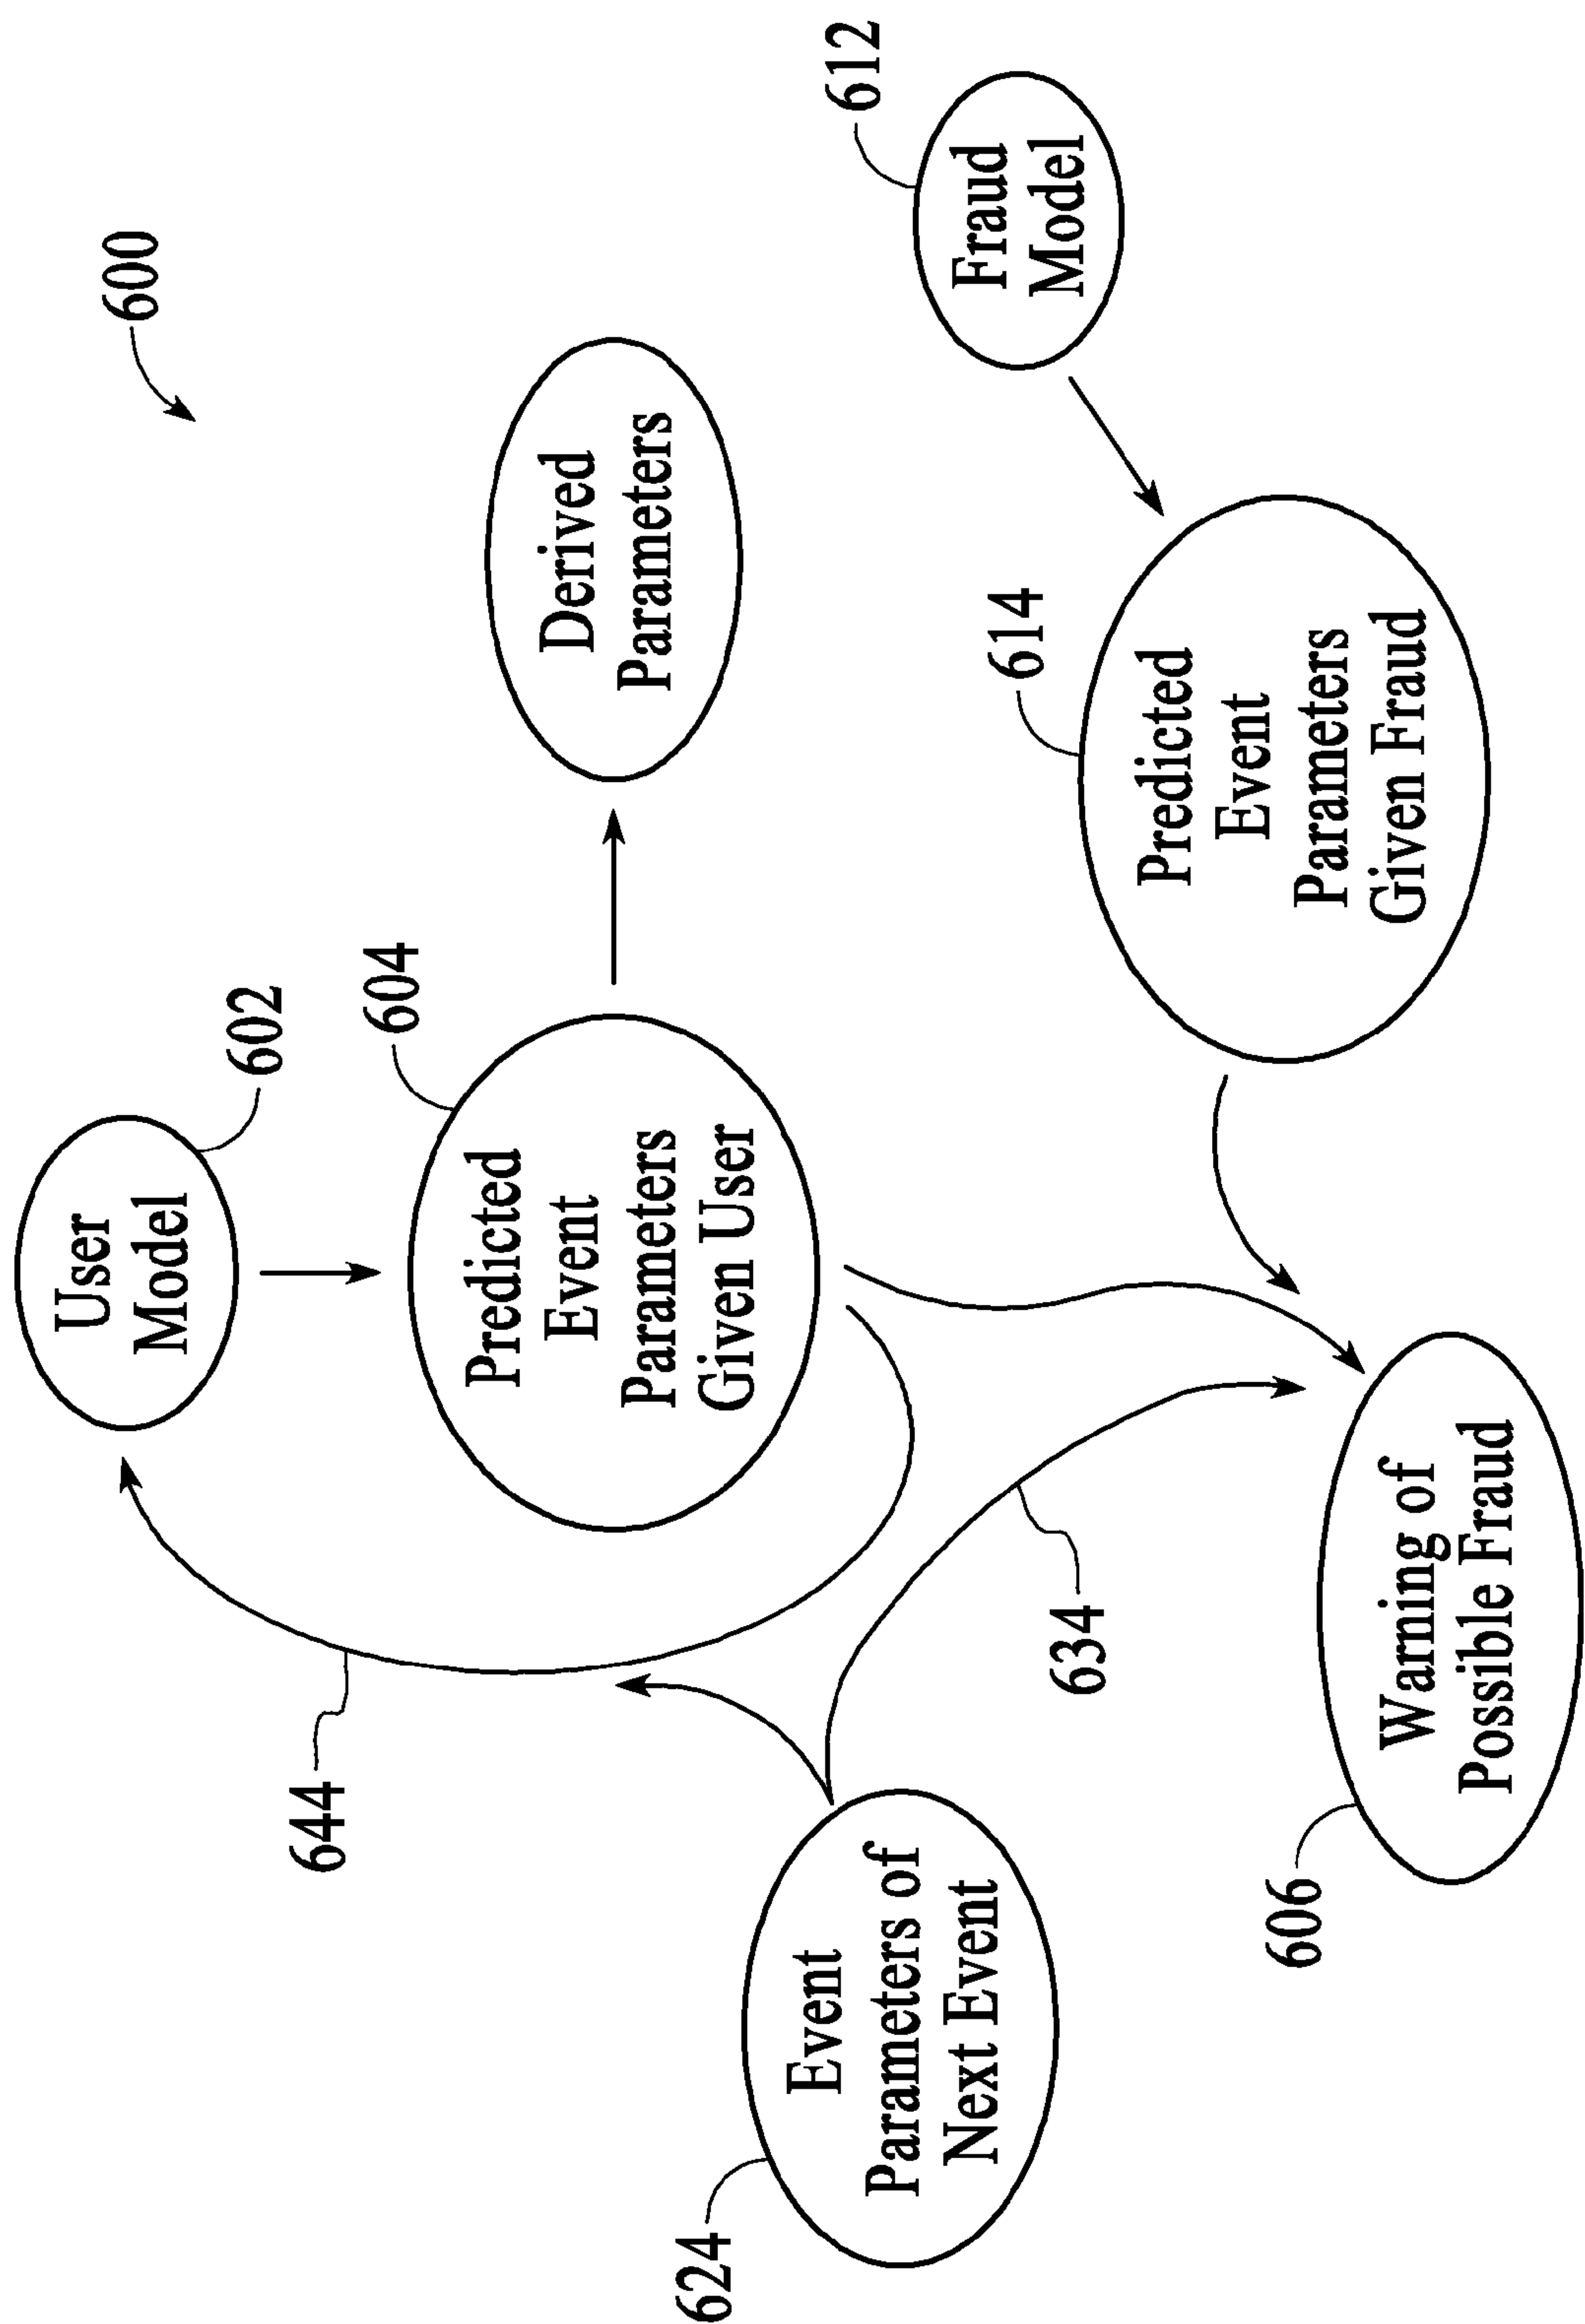 600
User
Model
602
644
Predicted
Event
Parameters
Given User
604
Derived
Parameters
Event
Parameters of
Next Event
624
634
Fraud
Model
612
Predicted
Event
Parameters
Given Fraud
614
Warning of
Possible Fraud
606